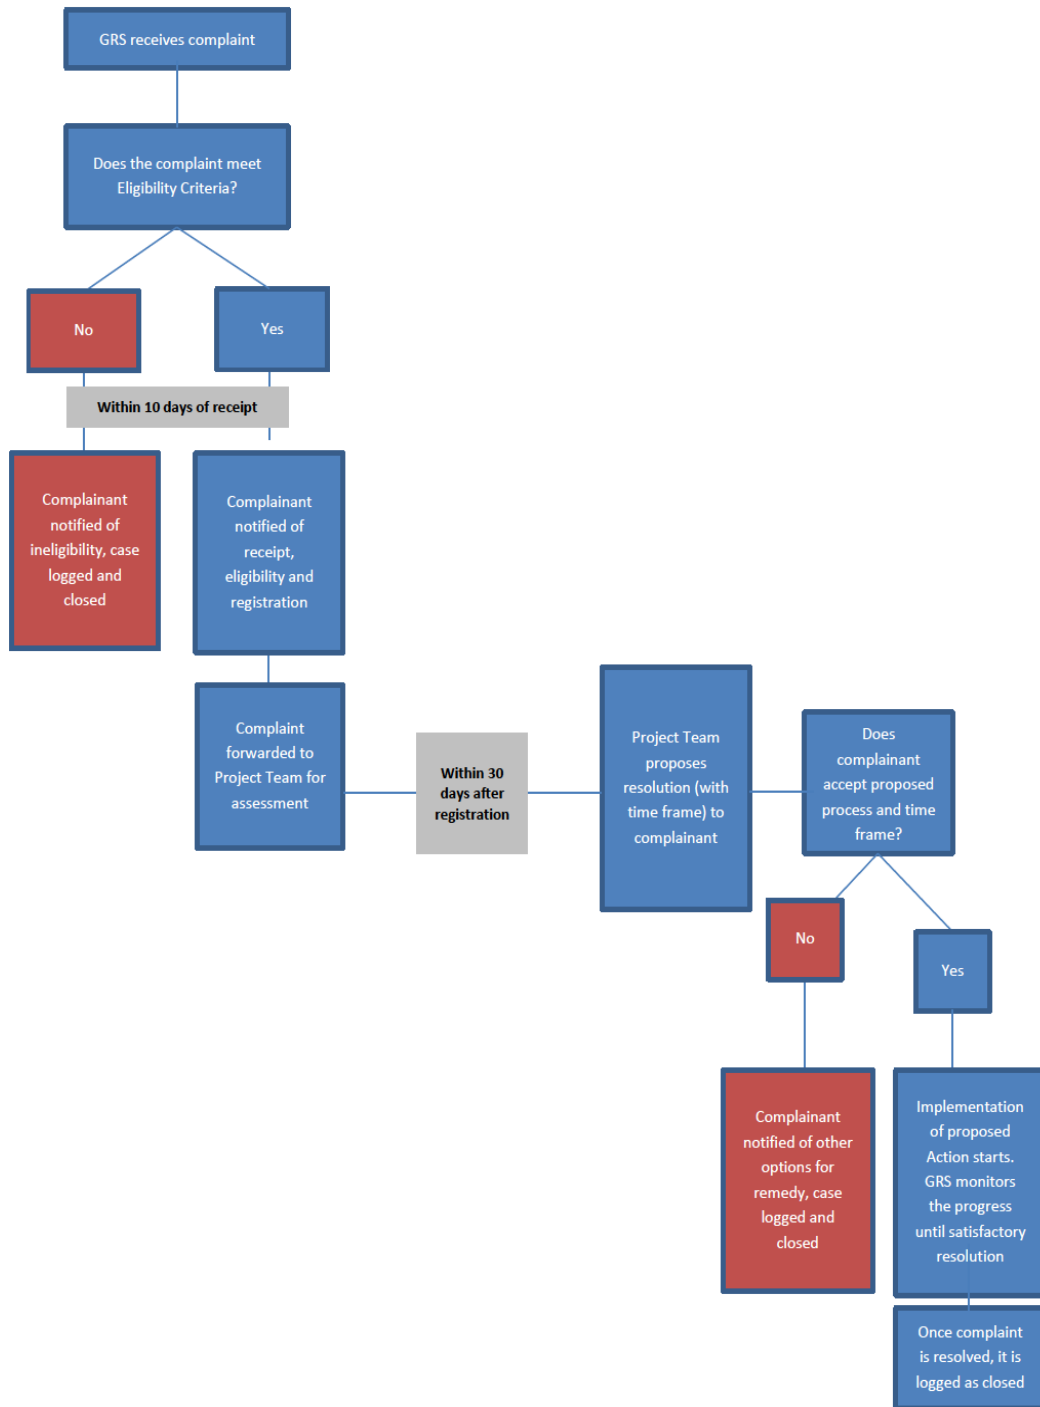 GRS receives complaint
Does the complaint meet
Eligibility Criteria?
No
Yes
Within 10 days of receipt
Complainant
notified of
ineligibility, case
logged and
closed
Complainant
notified of
receipt,
eligibility and
registration
Complaint
forwarded to
Project Team for
assessment
Within 30
days after
registration
Project Team
proposes
resolution (with
time frame) to
complainant
Does
complainant
accept proposed
process and time
frame?
No
Yes
Complainant
notified of other
options for
remedy, case
logged and
closed
Implementation
of proposed
Action starts.
GRS monitors
the progress
until satisfactory
resolution
Once complaint
is resolved, it is
logged as closed